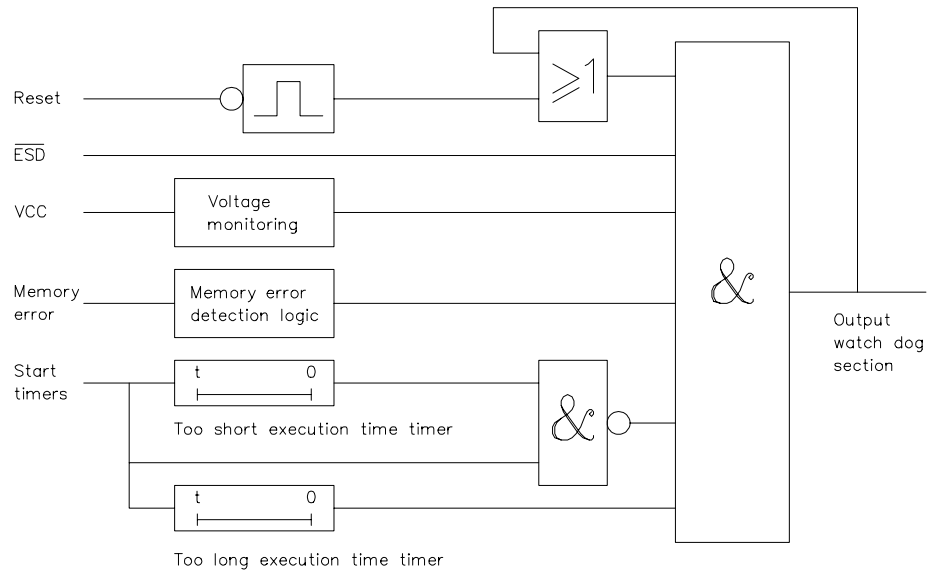 Reset
≥1
ESD
VCC
Voltage
monitoring
&
Memory
error
Memory error
detection logic
Output
watch dog
section
Start
timers
t 0
&
Too short execution time timer
t 0
Too long execution time timer